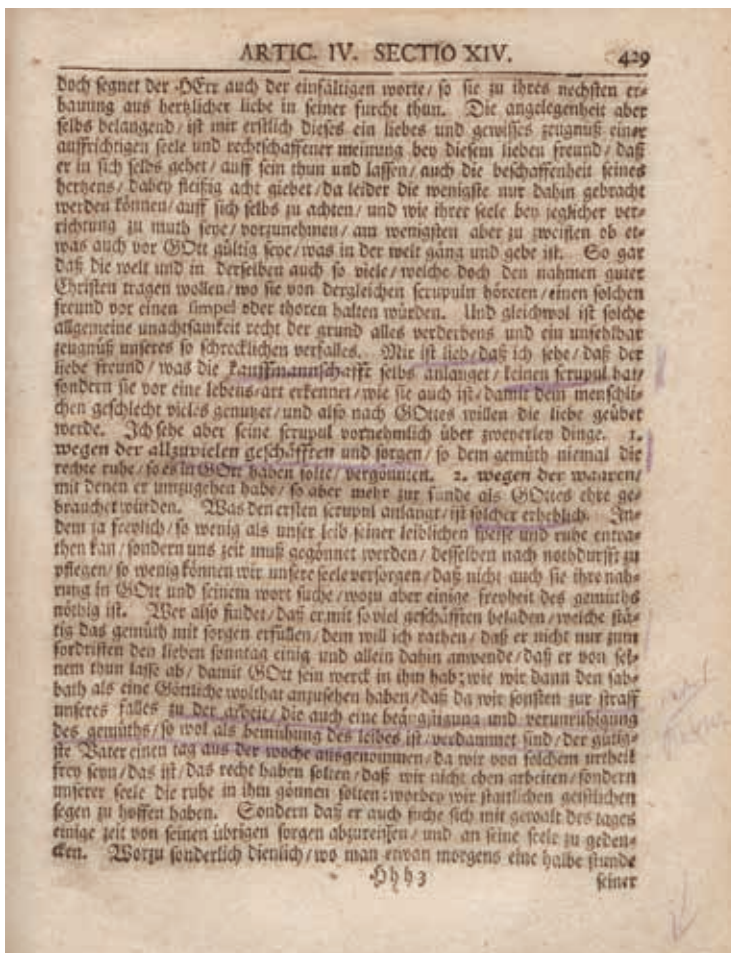 ARTIC. IV. SECTIO XIV. 429
doch segnet der HErr auch der einfältigen worte/ so sie zu ihres nechsten er-
bauung aus hertzlicher liebe in seiner furcht thun. Die angelegenheit aber
selbs belangend/ ist mir erstlich dieses ein liebes und gewisses zeugnuß einer
auffrichtigen seele und rechtschaffener meinung bey diesem lieben freund/ daß
er in sich selbs gehet/ auff sein thun und lassen/ auch die beschaffenheit seines
hertzens/ dabey fleißig acht giebet/ da leider die wenigste nur dahin gebracht
werden können/ auff sich selbs zu achten/ und wie ihrer seele bey jeglicher ver-
richtung zu muth seye/ vorzunehmen/ am wenigsten aber zu zweiflen ob et-
was auch vor GOtt gültig seye/ was in der welt gäng und gebe ist. So gar
daß die welt und in derselben auch so viele/ welche doch den nahmen guter
Christen tragen wollen/ wo sie von dergleichen scrupuln höreten/ einen solchen
freund vor einen simpel oder thoren halten würden. Und gleichwol ist solche
allgemeine unachtsamkeit recht der grund alles verderbens und ein unfehlbar
zeugnüß unseres so schrecklichen verfalles. Mir ist lieb/ daß ich sehe/ daß der
liebe freund/ was die kauffmannschafft selbs anlanget/ keinen scrupul hat/
sondern sie vor eine lebens-art erkennet/ wie sie auch ist/ damit dem menschli-
chen geschlecht vieles genutzet/ und also nach GOttes willen die liebe geübet
werde. Ich sehe aber seine scrupul vornehmlich über zweyerley dinge. 1.
wegen der allzuvielen geschäfften und sorgen/ so dem gemüth niemal die
rechte ruhe/ so es in GOtt haben solte/ vergönnten. 2. wegen der waaren/
mit denen er umzugehen habe/ so aber mehr zur sünde als GOttes ehre ge-
brauchet würden. Was den ersten scrupul anlangt/ ist solcher erheblich. In-
dem ja freylich/ so wenig als unser leib seiner leiblichen speise und ruhe entra-
then kan/ sondern uns zeit muß gegönnet werden/ desselben nach nothdurfft zu
pflegen/ so wenig können wir unsere seele versorgen/ daß nicht auch sie ihre nah-
rung in GOtt und seinem wort suche/ wozu aber einige freyheit des gemüths
nöthig ist. Wer also findet/ daß er mit so viel geschäfften beladen/ welche stä-
tig das gemüth mit sorgen erfüllen/ dem will ich rathen/ daß er nicht nur zum
fordristen den lieben sonntag einig und allein dahin anwende/ daß er von sei-
nem thun lasse ab/ damit GOtt sein werck in ihm hab; wie wir dann den sab-
bath als eine Göttliche wolthat anzusehen haben/ daß da wir sonsten zur straff
unseres falles zu der arbeit/ die auch eine beängstigung und verunruhigung
des gemüths/ so wol als bemühung des leibes ist/ verdammet sind/ der gütig-
ste Vater einen tag aus der woche ausgenommen/ da wir von solchem urtheil
frey seyn/ das ist/ das recht haben solten/ daß wir nicht eben arbeiten/ sondern
unserer seele die ruhe in ihm gönnen solten: worbey wir stattlichen geistlichen
segen zu hoffen haben. Sondern daß er auch suche sich mit gewalt des tages
einige zeit von seinen übrigen sorgen abzureissen/ und an seine seele zu geden-
cken. Worzu sonderlich dienlich/ wo man etwan morgens eine halbe stunde
Hhh 3 seiner